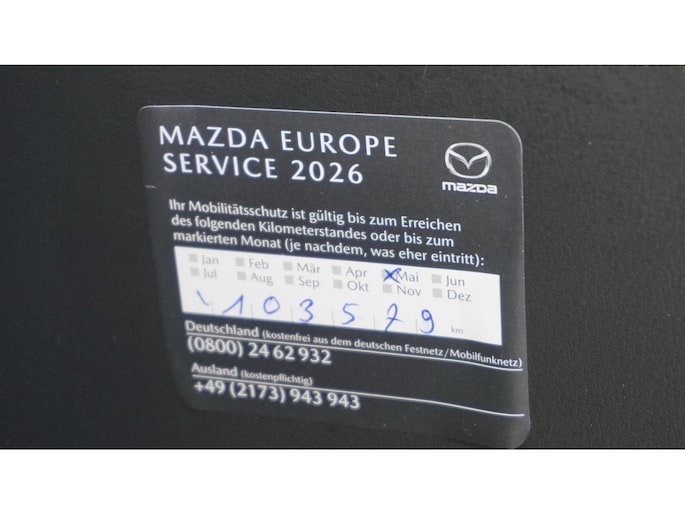 MAZDA EUROPE
SERVICE 2026
mazda
Ihr Mobilitätsschutz ist gültig bis zum Erreichen
des folgenden Kilometerstandes oder bis zum
markierten Monat (je nachdem, was eher eintritt):
Jan Feb Mär Apr Mai Jun
Jul Aug Sep Okt Nov Dez
103579 km
Deutschland (kostenfrei aus dem deutschen Festnetz/Mobilfunknetz)
(0800) 24 62 932
Ausland (kostenpflichtig)
+49 (2173) 943 943